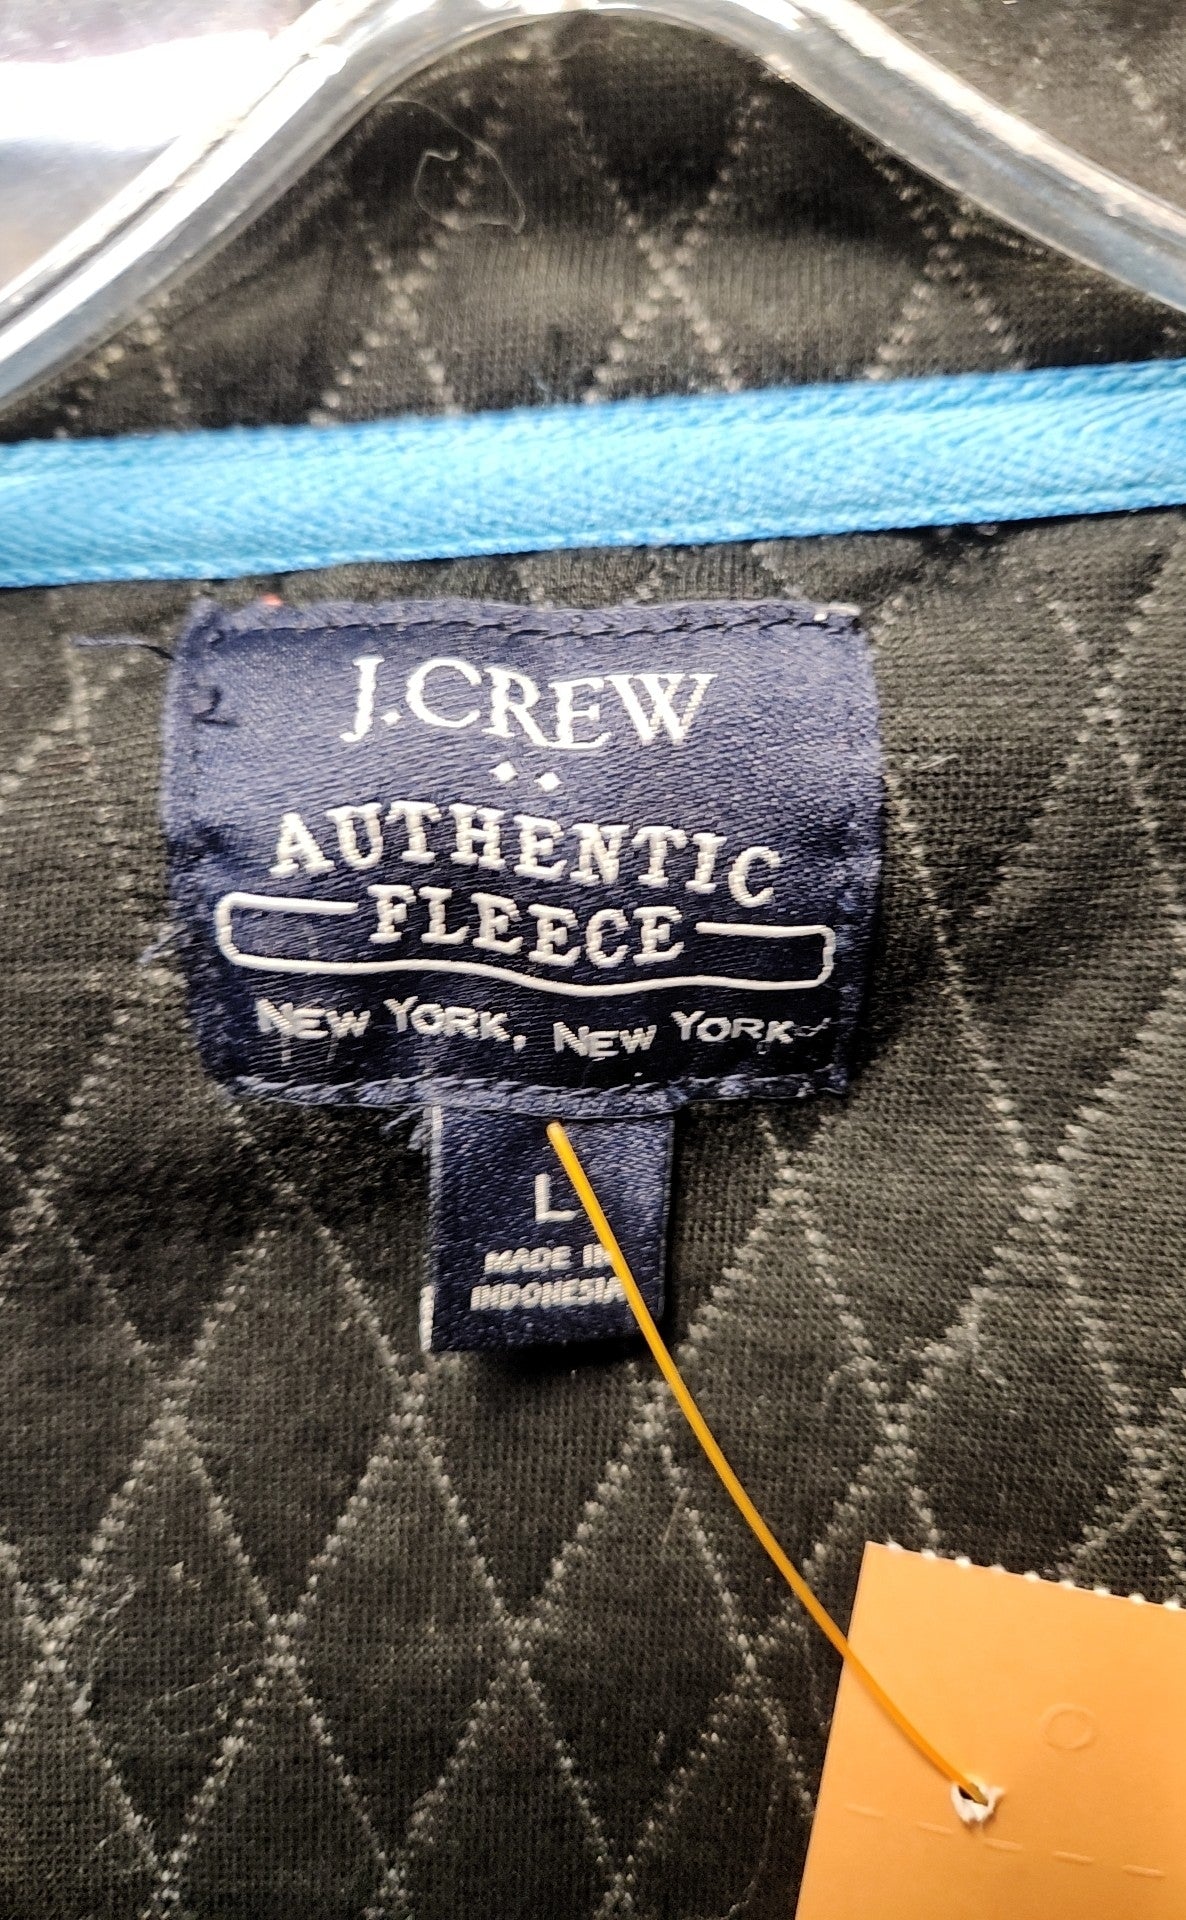 J.CREW
AUTHENTIC
FLEECE
NEW YORK, NEW YORK
L
MADE IN
INDONESIA